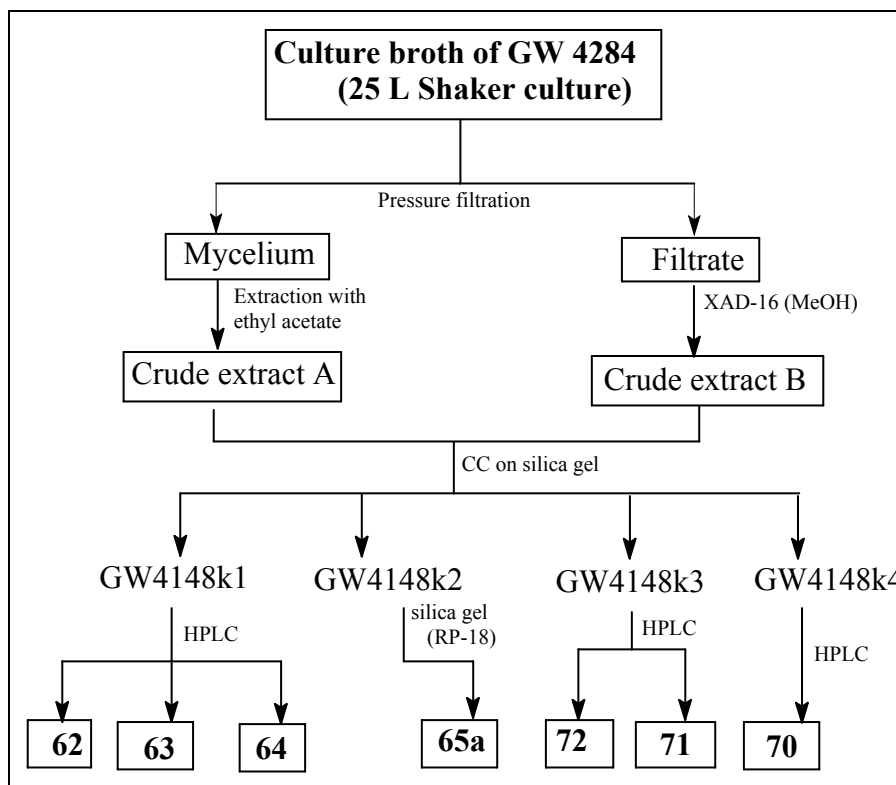 Culture broth of GW 4284
(25 L Shaker culture)
Pressure filtration
Mycelium
Filtrate
Extraction with
ethyl acetate
XAD-16 (MeOH)
Crude extract A
Crude extract B
CC on silica gel
GW4148k1
GW4148k2
GW4148k3
GW4148k4
HPLC
silica gel
(RP-18)
HPLC
HPLC
62
63
64
65a
72
71
70